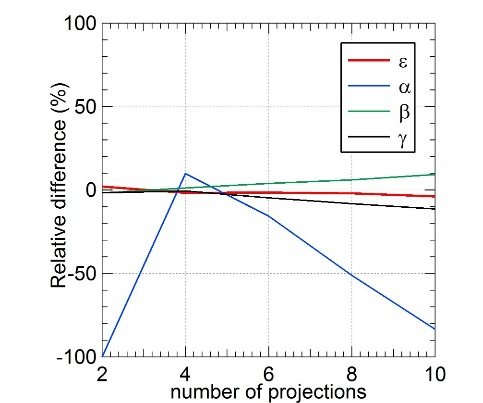 100
50
0
-50
-100
Relative difference (%)
ε
α
β
γ
2
4
6
8
10
number of projections